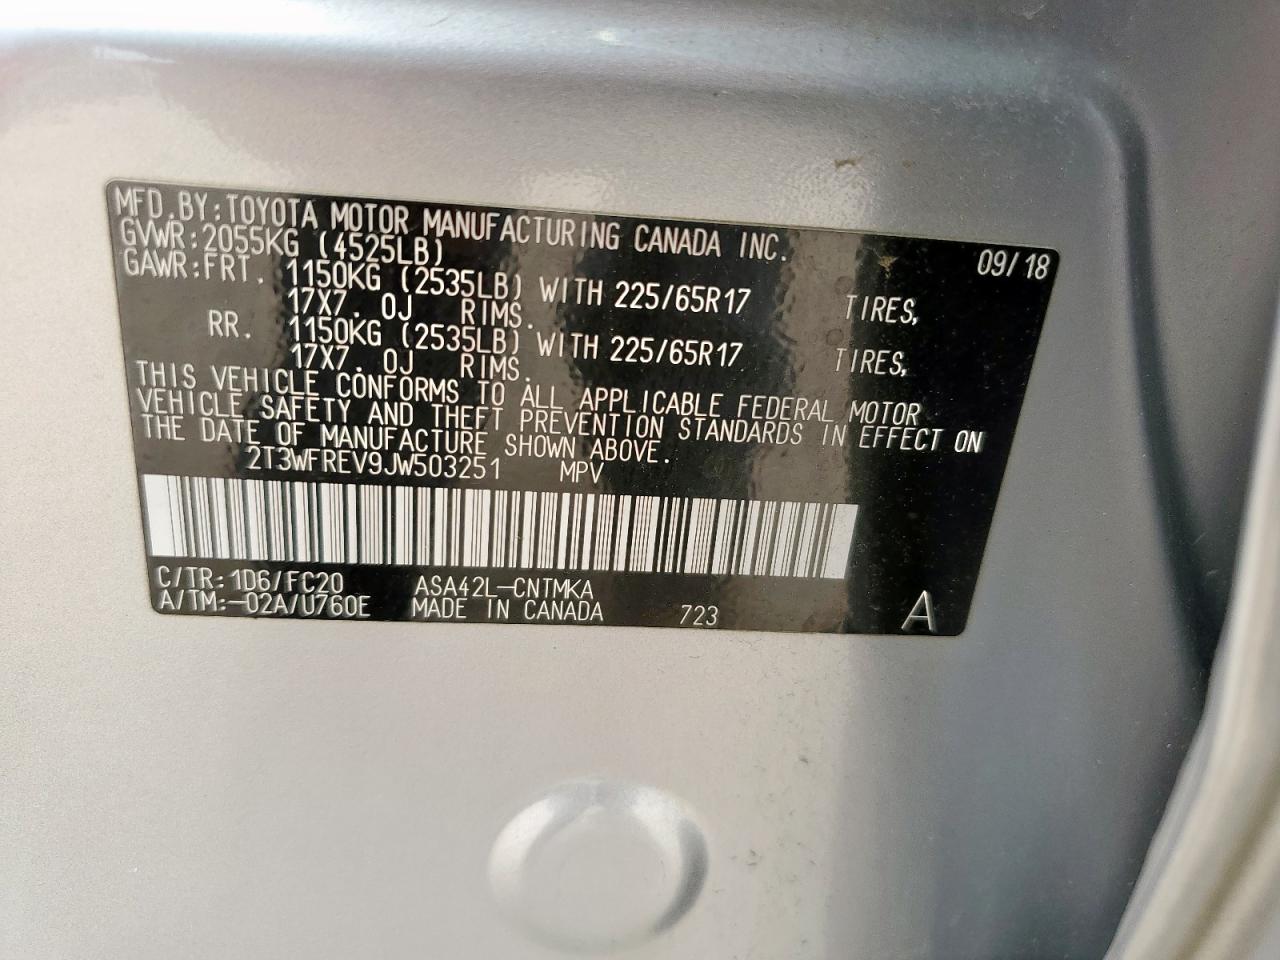 MFD.BY:TOYOTA MOTOR MANUFACTURING CANADA INC. 09/18
GVWR:2055KG (4525LB)
GAWR:FRT. 1150KG (2535LB) WITH 225/65R17 TIRES,
17X7. 0J RIMS.
RR. 1150KG (2535LB) WITH 225/65R17 TIRES,
17X7. 0J RIMS.
THIS VEHICLE CONFORMS TO ALL APPLICABLE FEDERAL MOTOR
VEHICLE SAFETY AND THEFT PREVENTION STANDARDS IN EFFECT ON
THE DATE OF MANUFACTURE SHOWN ABOVE.
2T3WFREV9JW503251 MPV
C/TR:1D6/FC20 ASA42L-CNTMKA
A/TM:-02A/U760E MADE IN CANADA 723 A